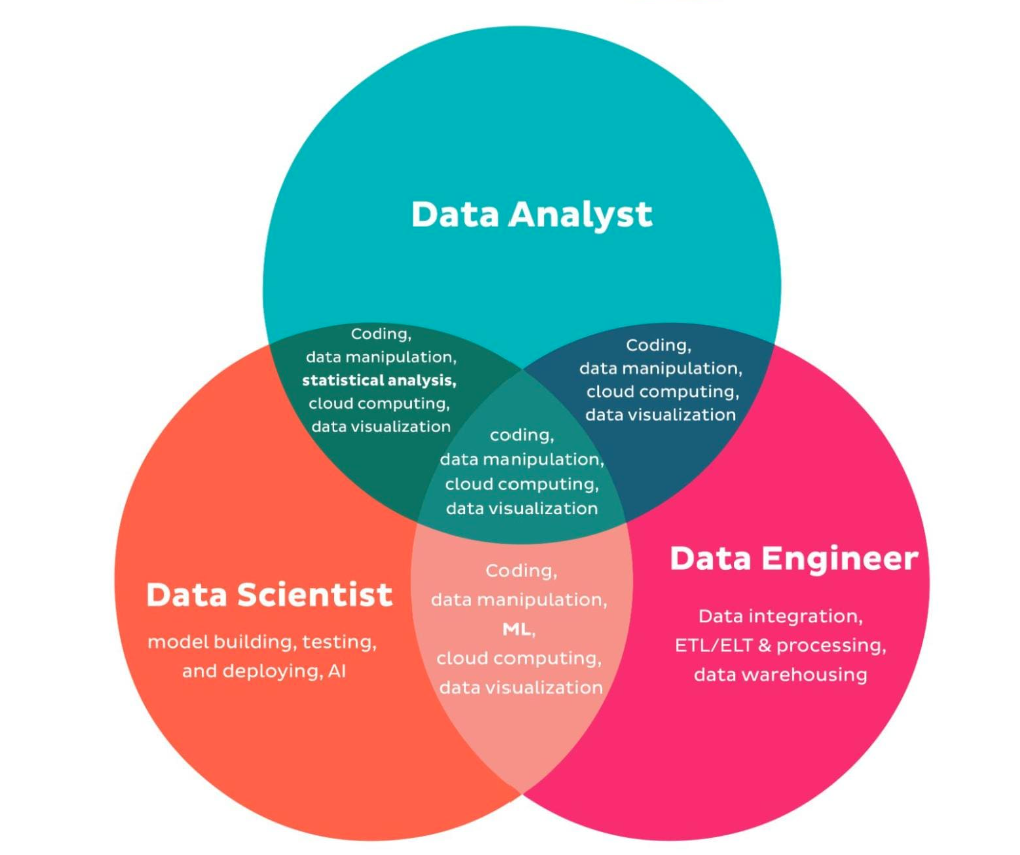 Data Analyst
Coding,
data manipulation,
statistical analysis,
cloud computing,
data visualization
Coding,
data manipulation,
cloud computing,
data visualization
coding,
data manipulation,
cloud computing,
data visualization
Data Scientist
model building, testing,
and deploying, AI
Coding,
data manipulation,
ML,
cloud computing,
data visualization
Data Engineer
Data integration,
ETL/ELT & processing,
data warehousing